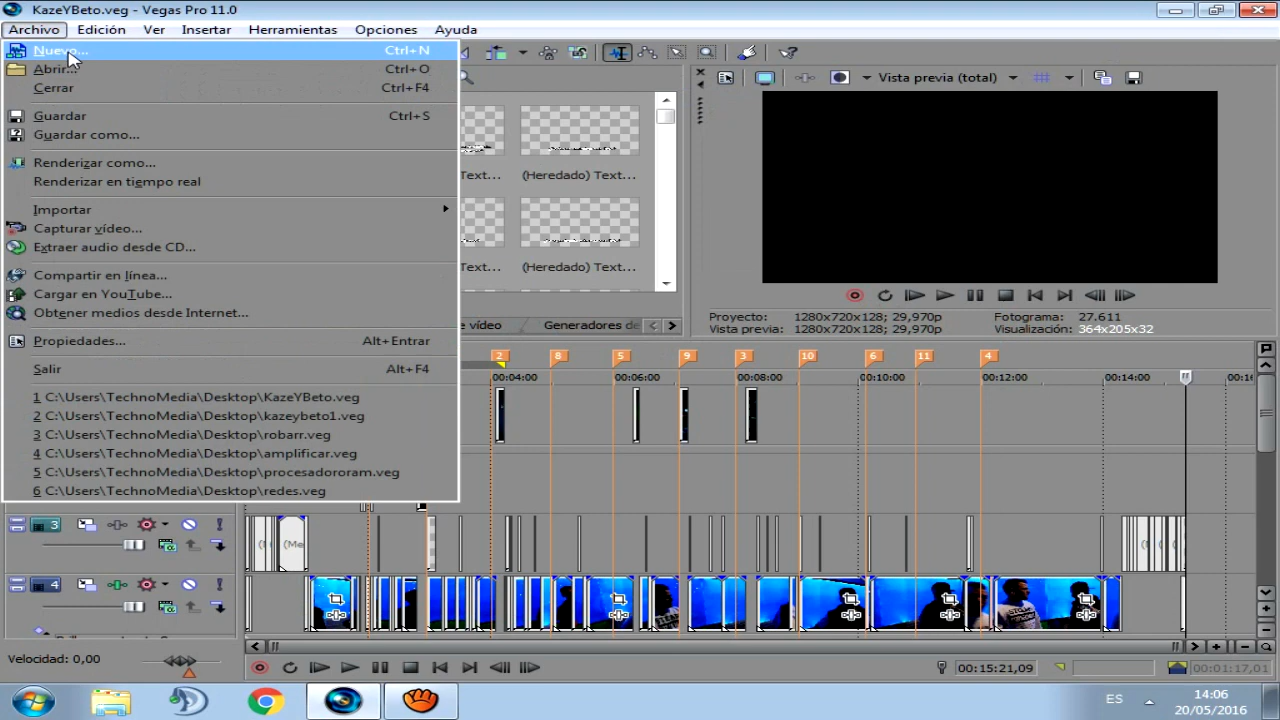 KazeYBeto.veg - Vegas Pro 11.0
Archivo Edición Ver Insertar Herramientas Opciones Ayuda
Nuevo... Ctrl+N
Abrir... Ctrl+O
Cerrar Ctrl+F4
Guardar Ctrl+S
Guardar como...
Renderizar como...
Renderizar en tiempo real
Importar
Capturar vídeo...
Extraer audio desde CD...
Compartir en línea...
Cargar en YouTube...
Obtener medios desde Internet...
Propiedades... Alt+Entrar
Salir Alt+F4
1 C:\Users\TechnoMedia\Desktop\KazeYBeto.veg
2 C:\Users\TechnoMedia\Desktop\kazeybeto1.veg
3 C:\Users\TechnoMedia\Desktop\robarr.veg
4 C:\Users\TechnoMedia\Desktop\amplificar.veg
5 C:\Users\TechnoMedia\Desktop\procesadororam.veg
6 C:\Users\TechnoMedia\Desktop\redes.veg
Text... (Heredado) Text...
Text... (Heredado) Text...
e vídeo Generadores de
Vista previa (total)
Proyecto: 1280x720x128; 29,970p Fotograma: 27.611
Vista previa: 1280x720x128; 29,970p Visualización: 364x205x32
2 8 5 9 3 10 6 11 4
00:04:00 00:06:00 00:08:00 00:10:00 00:12:00 00:14:00 00:16
3
(Me
4
Velocidad: 0,00
00:15:21,09 00:01:17,01
ES
14:06
20/05/2016